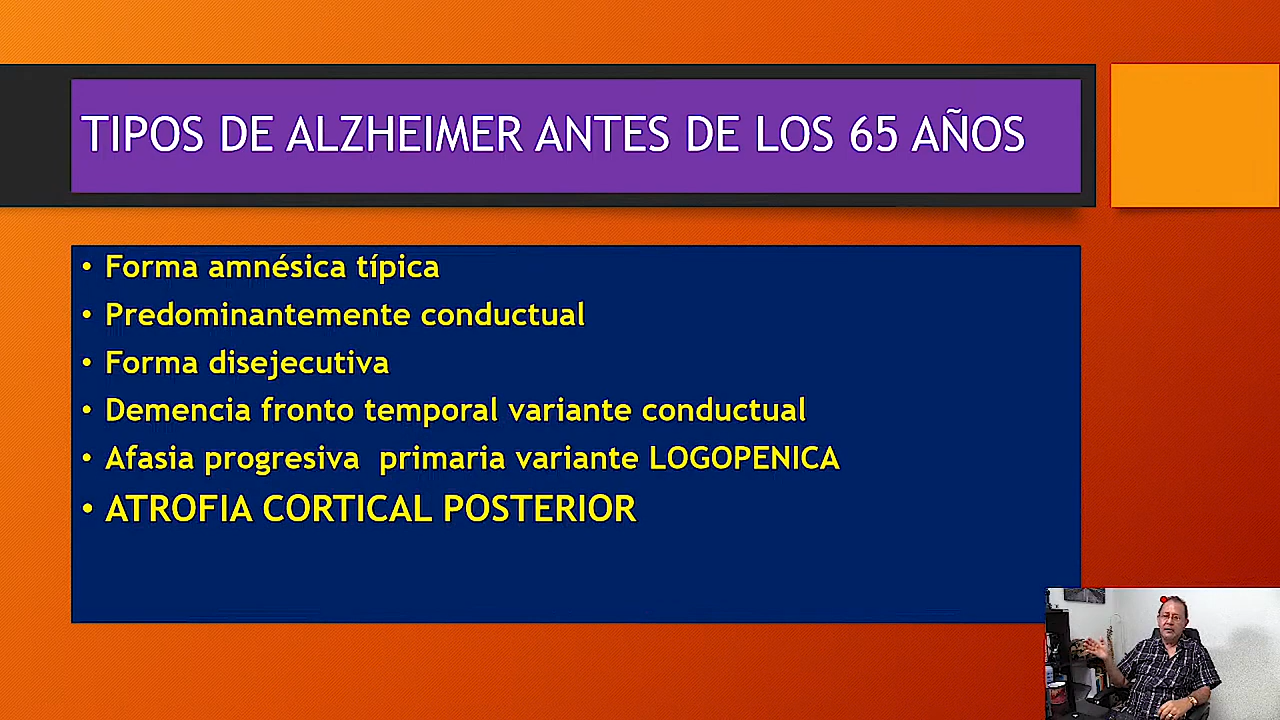 TIPOS DE ALZHEIMER ANTES DE LOS 65 AÑOS
• Forma amnésica típica
• Predominantemente conductual
• Forma disejecutiva
• Demencia fronto temporal variante conductual
• Afasia progresiva  primaria variante LOGOPENICA
• ATROFIA CORTICAL POSTERIOR